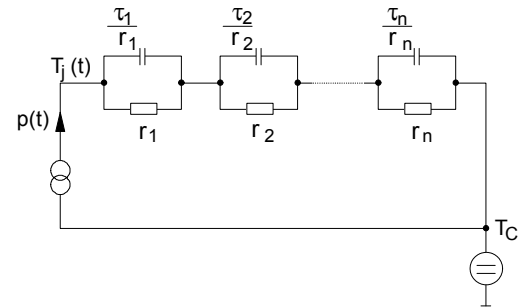 τ1 τ2 τn
r1 r2 rn
Tj (t)
p(t)
r1 r2 rn
TC